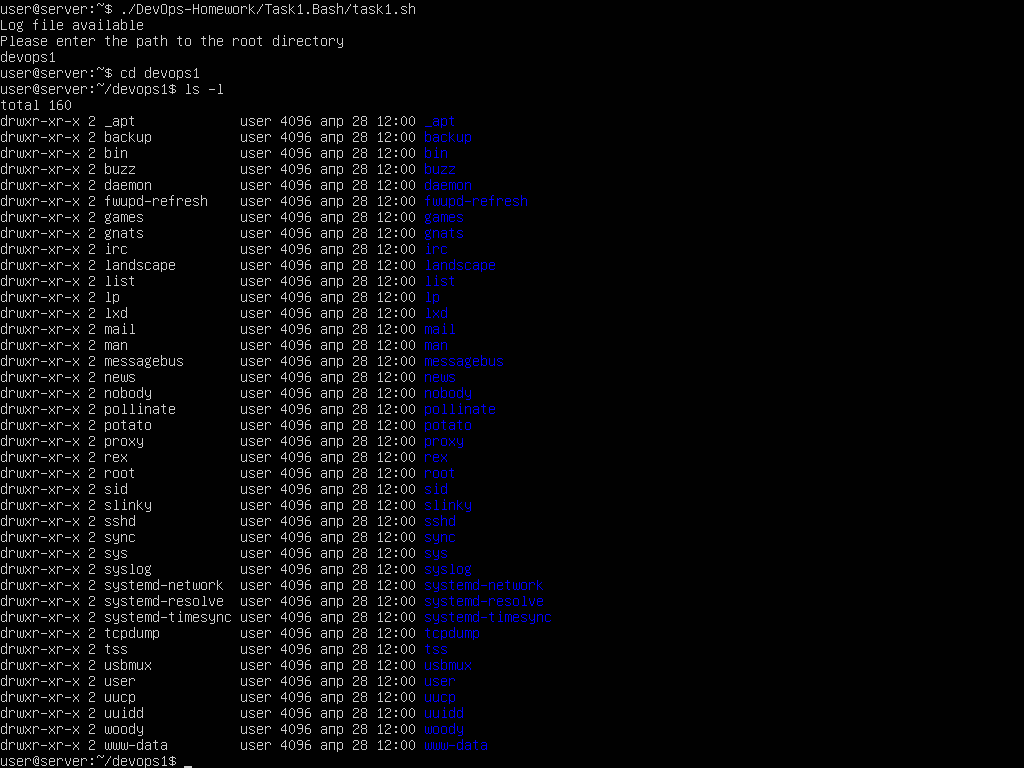 user@server:~$ ./DevOps-Homework/Task1.Bash/task1.sh
Log file available
Please enter the path to the root directory
devops1
user@server:~$ cd devops1
user@server:~/devops1$ ls -l
total 160
drwxr-xr-x 2 _apt             user 4096 апр 28 12:00 _apt
drwxr-xr-x 2 backup           user 4096 апр 28 12:00 backup
drwxr-xr-x 2 bin              user 4096 апр 28 12:00 bin
drwxr-xr-x 2 buzz             user 4096 апр 28 12:00 buzz
drwxr-xr-x 2 daemon           user 4096 апр 28 12:00 daemon
drwxr-xr-x 2 fwupd-refresh    user 4096 апр 28 12:00 fwupd-refresh
drwxr-xr-x 2 games            user 4096 апр 28 12:00 games
drwxr-xr-x 2 gnats            user 4096 апр 28 12:00 gnats
drwxr-xr-x 2 irc              user 4096 апр 28 12:00 irc
drwxr-xr-x 2 landscape        user 4096 апр 28 12:00 landscape
drwxr-xr-x 2 list             user 4096 апр 28 12:00 list
drwxr-xr-x 2 lp               user 4096 апр 28 12:00 lp
drwxr-xr-x 2 lxd              user 4096 апр 28 12:00 lxd
drwxr-xr-x 2 mail             user 4096 апр 28 12:00 mail
drwxr-xr-x 2 man              user 4096 апр 28 12:00 man
drwxr-xr-x 2 messagebus       user 4096 апр 28 12:00 messagebus
drwxr-xr-x 2 news             user 4096 апр 28 12:00 news
drwxr-xr-x 2 nobody           user 4096 апр 28 12:00 nobody
drwxr-xr-x 2 pollinate        user 4096 апр 28 12:00 pollinate
drwxr-xr-x 2 potato           user 4096 апр 28 12:00 potato
drwxr-xr-x 2 proxy            user 4096 апр 28 12:00 proxy
drwxr-xr-x 2 rex              user 4096 апр 28 12:00 rex
drwxr-xr-x 2 root             user 4096 апр 28 12:00 root
drwxr-xr-x 2 sid              user 4096 апр 28 12:00 sid
drwxr-xr-x 2 slinky           user 4096 апр 28 12:00 slinky
drwxr-xr-x 2 sshd             user 4096 апр 28 12:00 sshd
drwxr-xr-x 2 sync             user 4096 апр 28 12:00 sync
drwxr-xr-x 2 sys              user 4096 апр 28 12:00 sys
drwxr-xr-x 2 syslog           user 4096 апр 28 12:00 syslog
drwxr-xr-x 2 systemd-network  user 4096 апр 28 12:00 systemd-network
drwxr-xr-x 2 systemd-resolve  user 4096 апр 28 12:00 systemd-resolve
drwxr-xr-x 2 systemd-timesync user 4096 апр 28 12:00 systemd-timesync
drwxr-xr-x 2 tcpdump          user 4096 апр 28 12:00 tcpdump
drwxr-xr-x 2 tss              user 4096 апр 28 12:00 tss
drwxr-xr-x 2 usbmux           user 4096 апр 28 12:00 usbmux
drwxr-xr-x 2 user             user 4096 апр 28 12:00 user
drwxr-xr-x 2 uucp             user 4096 апр 28 12:00 uucp
drwxr-xr-x 2 uuidd            user 4096 апр 28 12:00 uuidd
drwxr-xr-x 2 woody            user 4096 апр 28 12:00 woody
drwxr-xr-x 2 www-data         user 4096 апр 28 12:00 www-data
user@server:~/devops1$ _